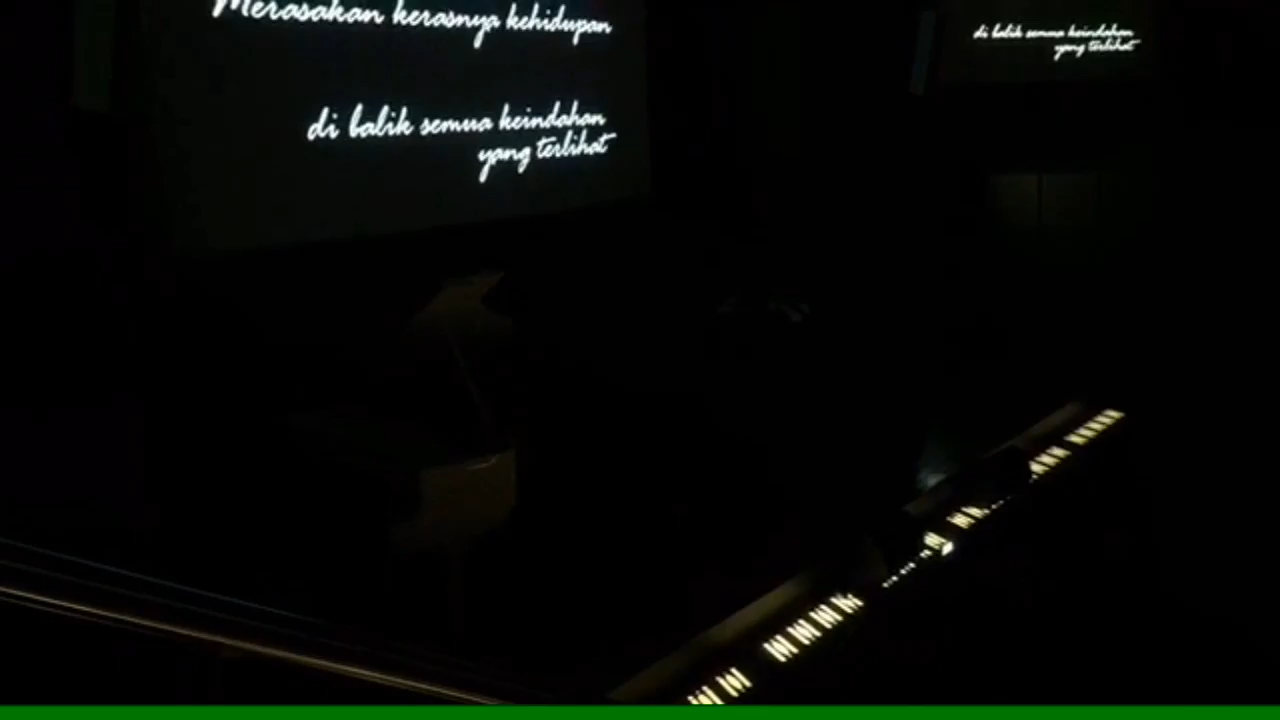 Merasakan kerasnya kehidupan
di balik semua keindahan
yang terlihat
di balik semua keindahan
yang terlihat